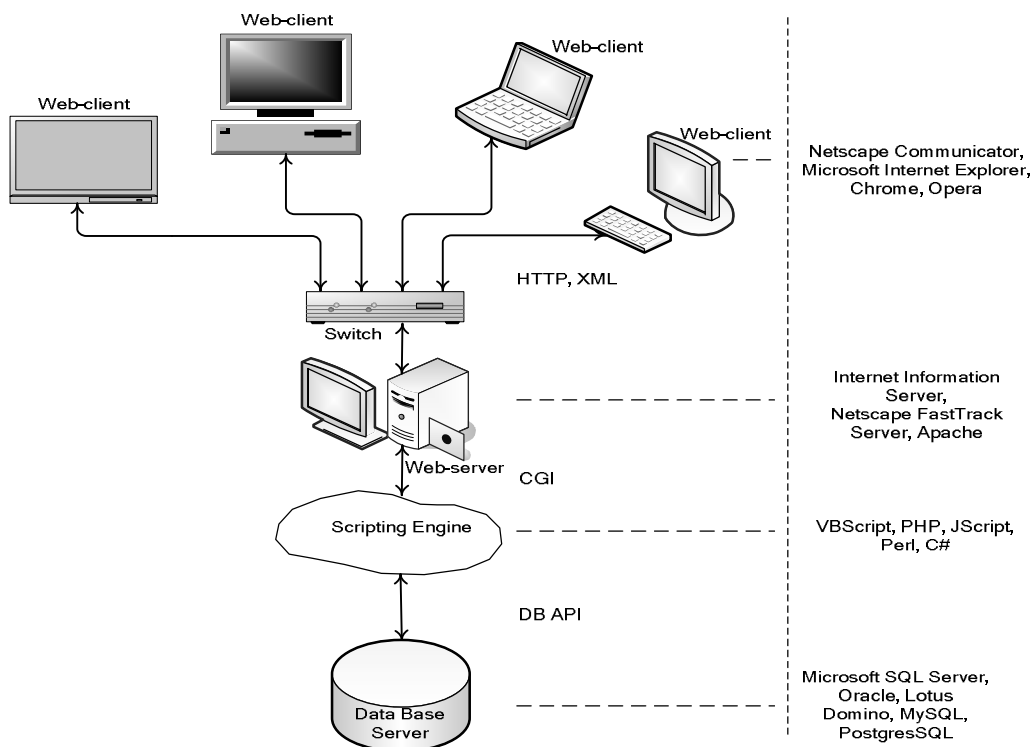 Web-client
Web-client
Web-client
Web-client
Netscape Communicator,
Microsoft Internet Explorer,
Chrome, Opera
HTTP, XML
Switch
Internet Information
Server,
Netscape FastTrack
Server, Apache
Web-server
CGI
Scripting Engine
VBScript, PHP, JScript,
Perl, C#
DB API
Microsoft SQL Server,
Oracle, Lotus
Domino, MySQL,
PostgresSQL
Data Base
Server